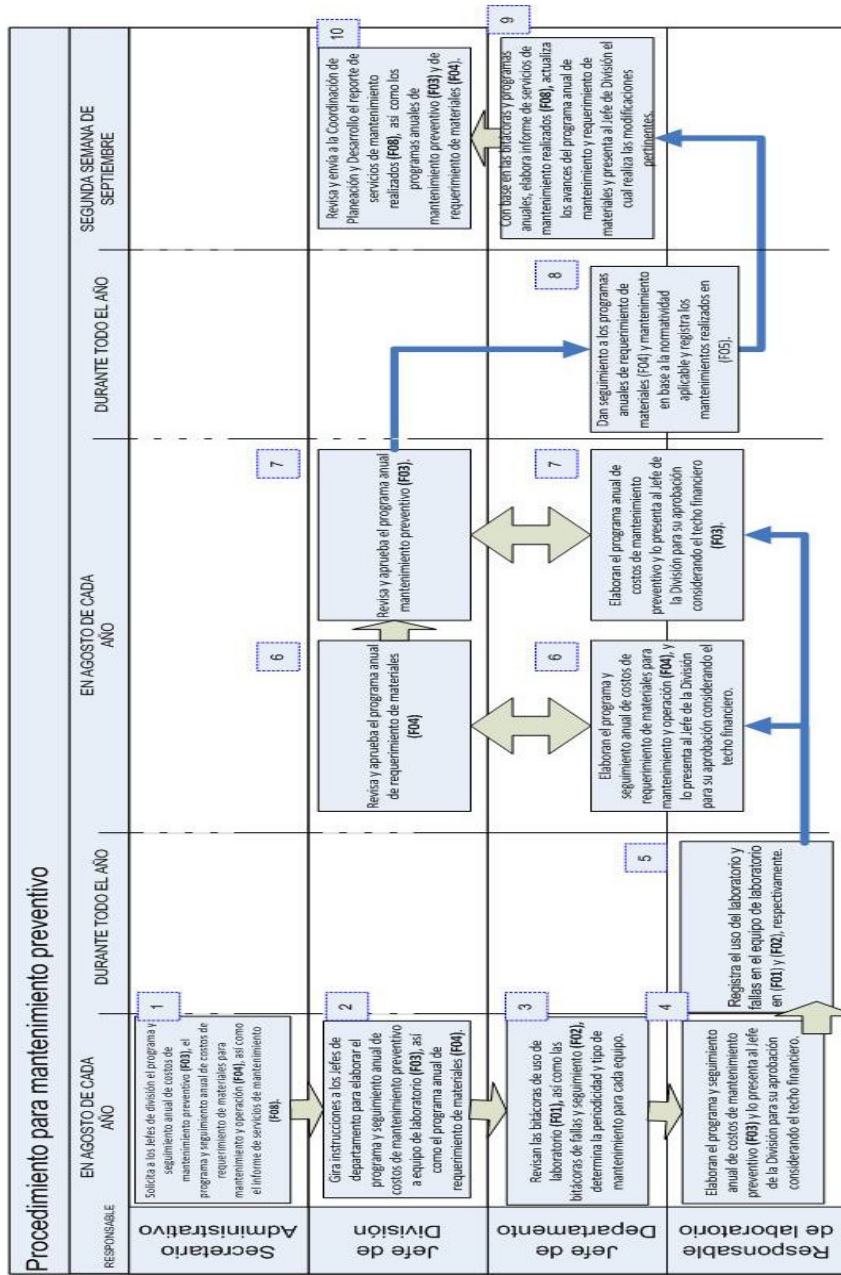 Procedimiento para mantenimiento preventivo
RESPONSABLE
EN AGOSTO DE CADA
AÑO
DURANTE TODO EL AÑO
EN AGOSTO DE CADA
AÑO
DURANTE TODO EL AÑO
SEGUNDA SEMANA DE
SEPTIEMBRE
Secretario
Administrativo
1
Solicita a los Jefes de división el programa y
seguimiento anual de costos de
mantenimiento preventivo (F03), el
programa y seguimiento anual de costos de
requerimiento de materiales para
mantenimiento y operación (F04), así como
el informe de servicios de mantenimiento
(F08).
Jefe de
División
2
Gira instrucciones a los Jefes de
departamento para elaborar el
programa y seguimiento anual de
costos de mantenimiento preventivo
a equipo de laboratorio (F03), así
como el programa anual de
requerimiento de materiales (F04).
6
Revisa y aprueba el programa anual
de requerimiento de materiales
(F04)
7
Revisa y aprueba el programa anual
mantenimiento preventivo (F03).
10
Revisa y envía a la Coordinación de
Planeación y Desarrollo el reporte de
servicios de mantenimiento
realizados (F08), así como los
programas anuales de
mantenimiento preventivo (F03) y de
requerimiento de materiales (F04).
Jefe de
Departamento
3
Revisan las bitácoras de uso de
laboratorio (F01), así como las
bitácoras de fallas y seguimiento (F02),
determina la periodicidad y tipo de
mantenimiento para cada equipo.
6
Elaboran el programa y
seguimiento anual de costos de
requerimiento de materiales para
mantenimiento y operación (F04), y
lo presenta al Jefe de la División
para su aprobación considerando el
techo financiero.
7
Elaboran el programa anual de
costos de mantenimiento
preventivo y lo presenta al Jefe de
la División para su aprobación
considerando el techo financiero
(F03).
8
Dan seguimiento a los programas
anuales de requerimiento de
materiales (F04) y mantenimiento
en base a la normatividad
aplicable y registra los
mantenimientos realizados en
(F05).
9
Con base en las bitácoras y programas
anuales, elabora informe de servicios de
mantenimiento realizados (F08), actualiza
los avances del programa anual de
mantenimiento y requerimiento de
materiales y presenta el Jefe de División el
cual realiza las modificaciones
pertinentes.
Responsable
de laboratorio
4
Elaboran el programa y seguimiento
anual de costos de mantenimiento
preventivo (F03) y lo presenta al Jefe
de la División para su aprobación
considerando el techo financiero.
5
Registra el uso del laboratorio y
fallas en el equipo de laboratorio
en (F01) y (F02), respectivamente.